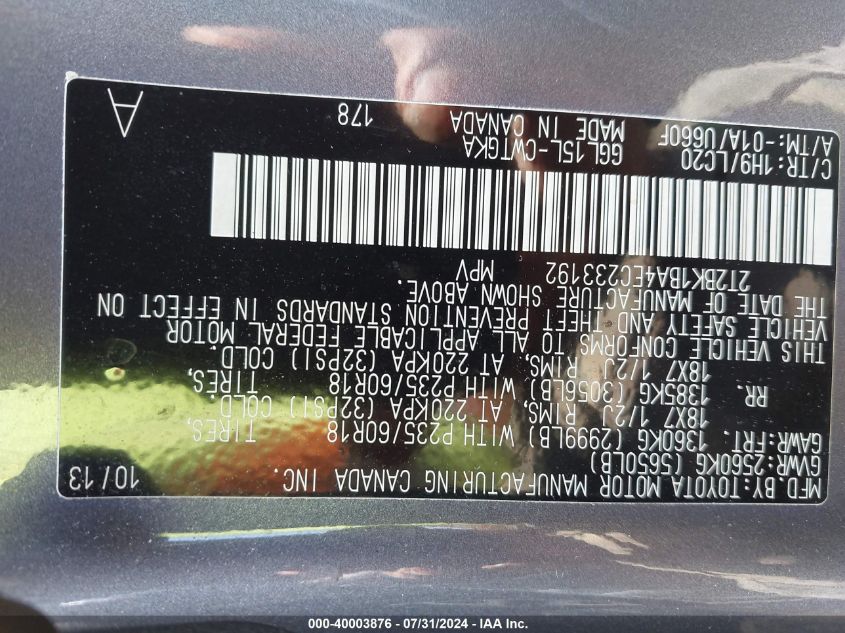 MFD.BY:TOYOTA MOTOR MANUFACTURING CANADA INC. 10/13
GVWR:2560KG (5650LB)
GAWR:FRT. 1360KG (2999LB) WITH P235/60R18 TIRES,
18X7 1/2J RIMS, AT 220KPA (32PSI) COLD.
RR. 1385KG (3056LB) WITH P235/60R18 TIRES,
18X7 1/2J RIMS, AT 220KPA (32PSI) COLD.
THIS VEHICLE CONFORMS TO ALL APPLICABLE FEDERAL MOTOR
VEHICLE SAFETY AND THEFT PREVENTION STANDARDS IN EFFECT ON
THE DATE OF MANUFACTURE SHOWN ABOVE.
2T2BK1BA4EC233192 MPV
C/TR:1H9/LC20 GGL15L-CWTGKA
A/TM:-01A/U660F MADE IN CANADA 178
A
000-40003876 - 07/31/2024 - IAA Inc.